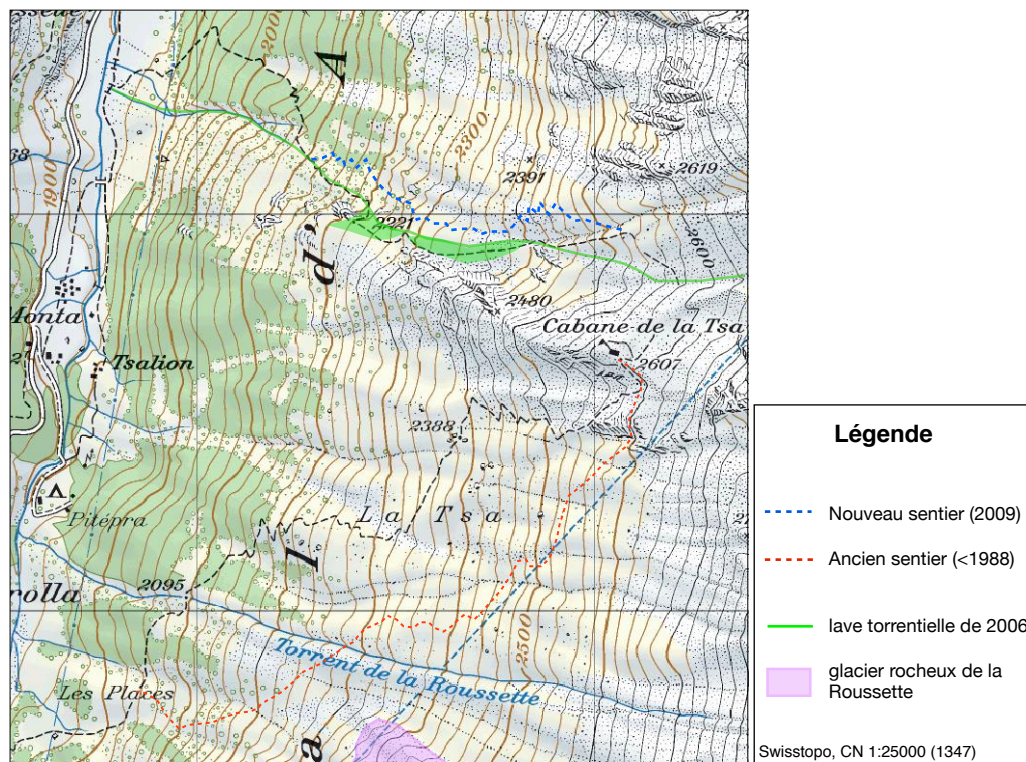 2000
A
2300
2391
2619
1900
2221
2600
d'
2480
Monta
Cabane de la Tsa
2607
Tsalion
2388
La Tsa
Pitépra
l
2095
rolla
2500
Torrent de la Roussette
Les Places
a
Légende
Nouveau sentier (2009)
Ancien sentier (<1988)
lave torrentielle de 2006
glacier rocheux de la
Roussette
Swisstopo, CN 1:25000 (1347)